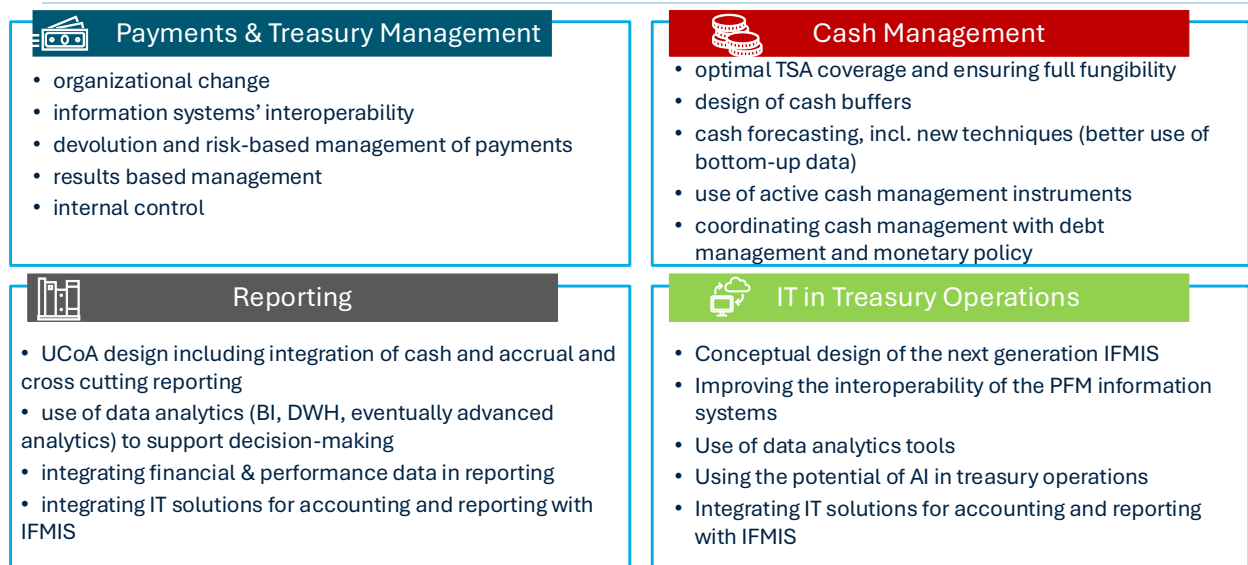 Payments & Treasury Management
• organizational change
• information systems’ interoperability
• devolution and risk-based management of payments
• results based management
• internal control
Cash Management
• optimal TSA coverage and ensuring full fungibility
• design of cash buffers
• cash forecasting, incl. new techniques (better use of
bottom-up data)
• use of active cash management instruments
• coordinating cash management with debt
management and monetary policy
Reporting
• UCoA design including integration of cash and accrual and
cross cutting reporting
• use of data analytics (BI, DWH, eventually advanced
analytics) to support decision-making
• integrating financial & performance data in reporting
• integrating IT solutions for accounting and reporting with
IFMIS
IT in Treasury Operations
• Conceptual design of the next generation IFMIS
• Improving the interoperability of the PFM information
systems
• Use of data analytics tools
• Using the potential of AI in treasury operations
• Integrating IT solutions for accounting and reporting
with IFMIS